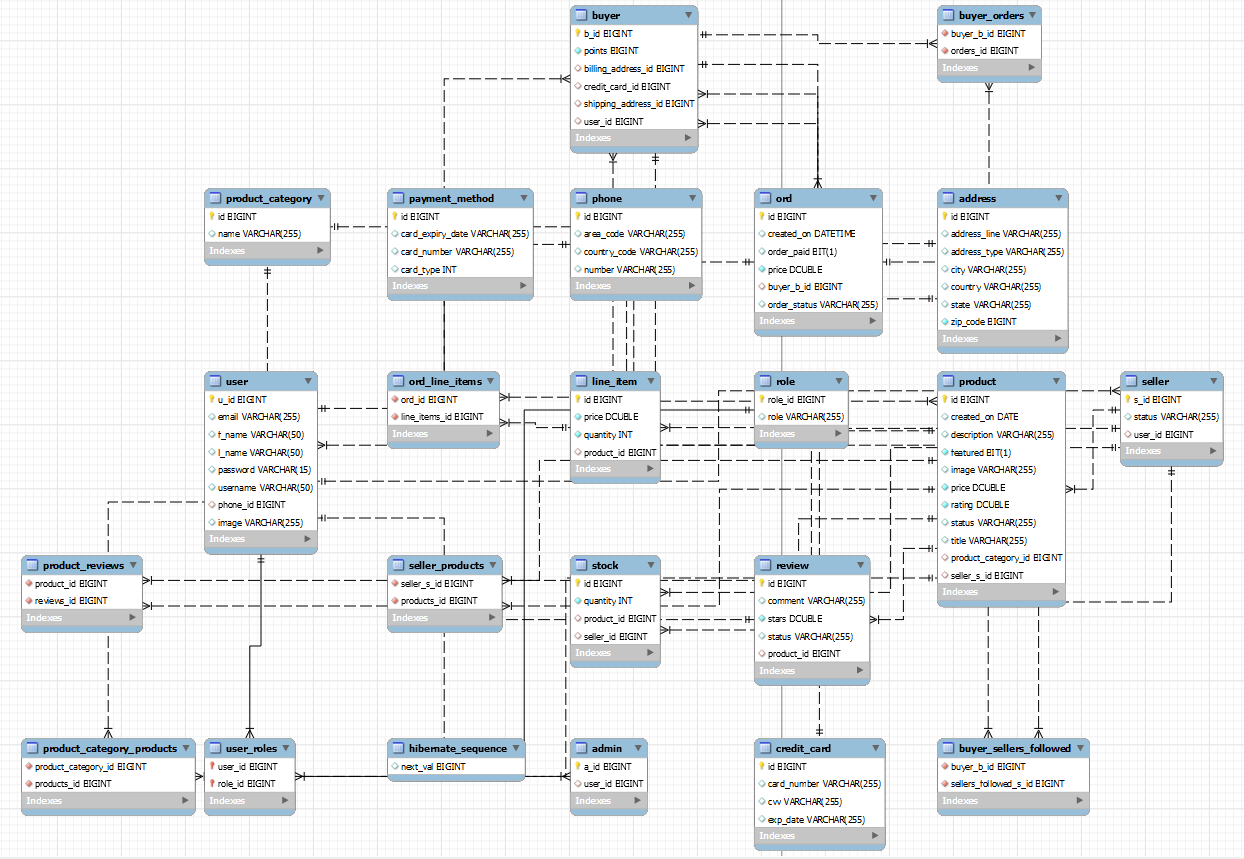 buyer
b_id BIGINT
points BIGINT
billing_address_id BIGINT
credit_card_id BIGINT
shipping_address_id BIGINT
user_id BIGINT
Indexes
buyer_orders
buyer_b_id BIGINT
orders_id BIGINT
Indexes
product_category
id BIGINT
name VARCHAR(255)
Indexes
payment_method
id BIGINT
card_expiry_date VARCHAR(255)
card_number VARCHAR(255)
card_type INT
Indexes
phone
id BIGINT
area_code VARCHAR(255)
country_code VARCHAR(255)
number VARCHAR(255)
Indexes
ord
id BIGINT
created_on DATETIME
order_paid BIT(1)
price DOUBLE
buyer_b_id BIGINT
order_status VARCHAR(255)
Indexes
address
id BIGINT
address_line VARCHAR(255)
address_type VARCHAR(255)
city VARCHAR(255)
country VARCHAR(255)
state VARCHAR(255)
zip_code BIGINT
Indexes
user
u_id BIGINT
email VARCHAR(255)
f_name VARCHAR(50)
l_name VARCHAR(50)
password VARCHAR(15)
username VARCHAR(50)
phone_id BIGINT
image VARCHAR(255)
Indexes
ord_line_items
ord_id BIGINT
line_items_id BIGINT
Indexes
line_item
id BIGINT
price DOUBLE
quantity INT
product_id BIGINT
Indexes
role
role_id BIGINT
role VARCHAR(255)
Indexes
product
id BIGINT
created_on DATE
description VARCHAR(255)
featured BIT(1)
image VARCHAR(255)
price DOUBLE
rating DOUBLE
status VARCHAR(255)
title VARCHAR(255)
product_category_id BIGINT
seller_s_id BIGINT
Indexes
seller
s_id BIGINT
status VARCHAR(255)
user_id BIGINT
Indexes
product_reviews
product_id BIGINT
reviews_id BIGINT
Indexes
seller_products
seller_s_id BIGINT
products_id BIGINT
Indexes
stock
id BIGINT
quantity INT
product_id BIGINT
seller_id BIGINT
Indexes
review
id BIGINT
comment VARCHAR(255)
stars DOUBLE
status VARCHAR(255)
product_id BIGINT
Indexes
product_category_products
product_category_id BIGINT
products_id BIGINT
Indexes
user_roles
user_id BIGINT
role_id BIGINT
Indexes
hibernate_sequence
next_val BIGINT
Indexes
admin
a_id BIGINT
user_id BIGINT
Indexes
credit_card
id BIGINT
card_number VARCHAR(255)
cvv VARCHAR(255)
exp_date VARCHAR(255)
Indexes
buyer_sellers_followed
buyer_b_id BIGINT
sellers_followed_s_id BIGINT
Indexes